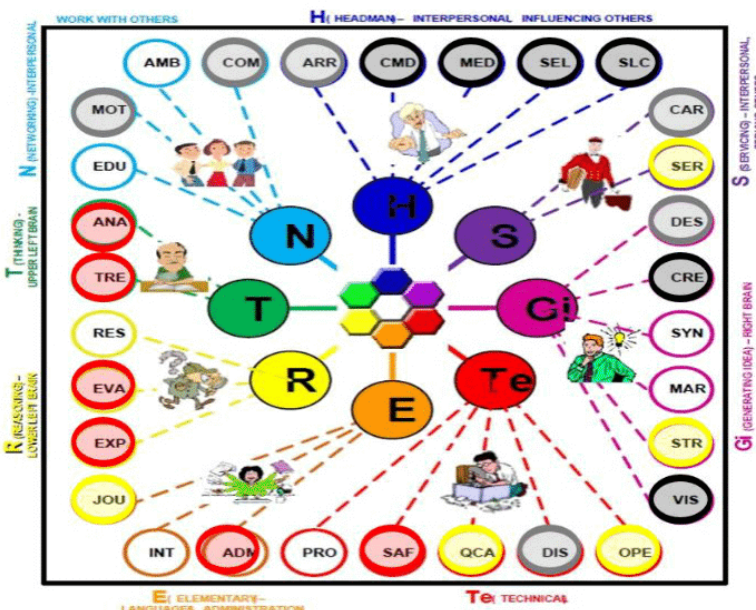 WORK WITH OTHERS
H( HEADMAN)– INTERPERSONAL INFLUENCING OTHERS
AMB COM ARR CMD MED SEL SLC
MOT CAR
EDU SER
ANA DES
TRE CRE
RES SYN
EVA MAR
EXP STR
JOU VIS
INT ADM PRO SAF QCA DIS OPE
H
N S
T Gi
R Te
E
N (NETWORKING) -INTERPERSONAL
T (THINKING) -
UPPER LEFT BRAIN
R (REASONING) –
LOWER LEFT BRAIN
S (SERVICING) – INTERPERSONAL,
Gi (GENERATING IDEA) – RIGHT BRAIN
E( ELEMENTARY)–
LANGUAGES, ADMINISTRATION
Te( TECHNICAL